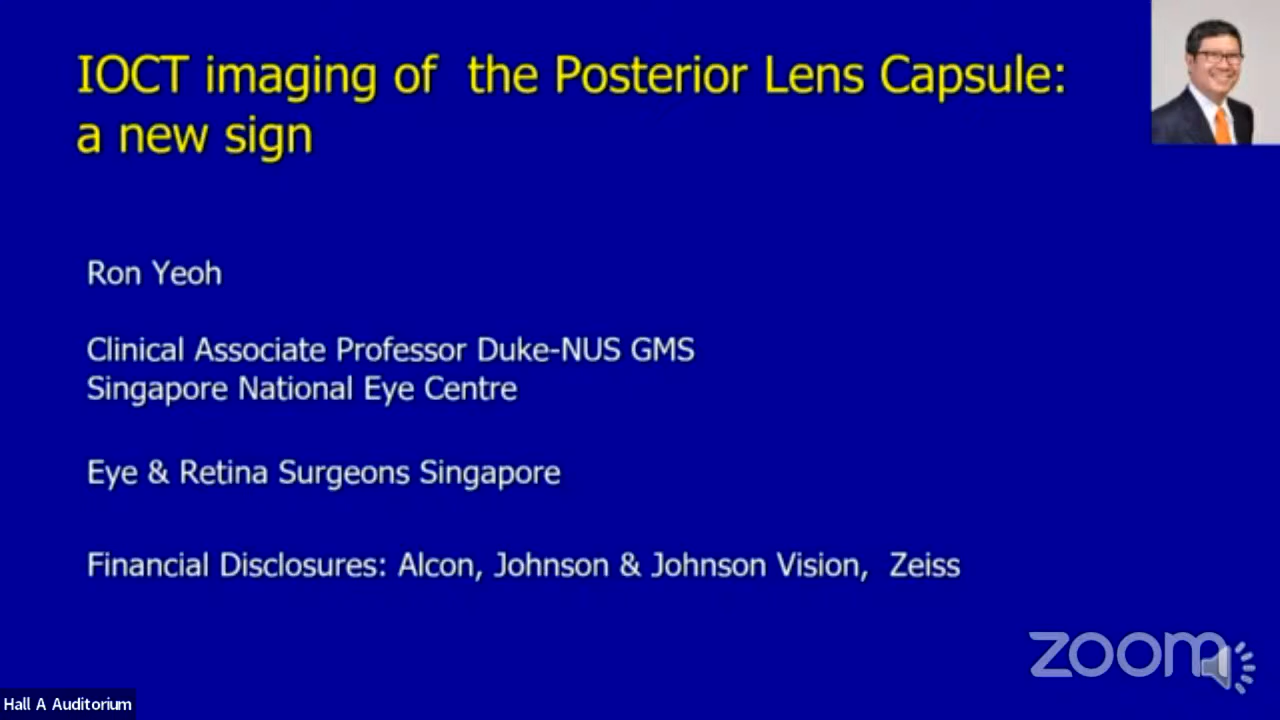 IOCT imaging of the Posterior Lens Capsule:
a new sign
Ron Yeoh
Clinical Associate Professor Duke-NUS GMS
Singapore National Eye Centre
Eye & Retina Surgeons Singapore
Financial Disclosures: Alcon, Johnson & Johnson Vision, Zeiss
zoom
Hall A Auditorium